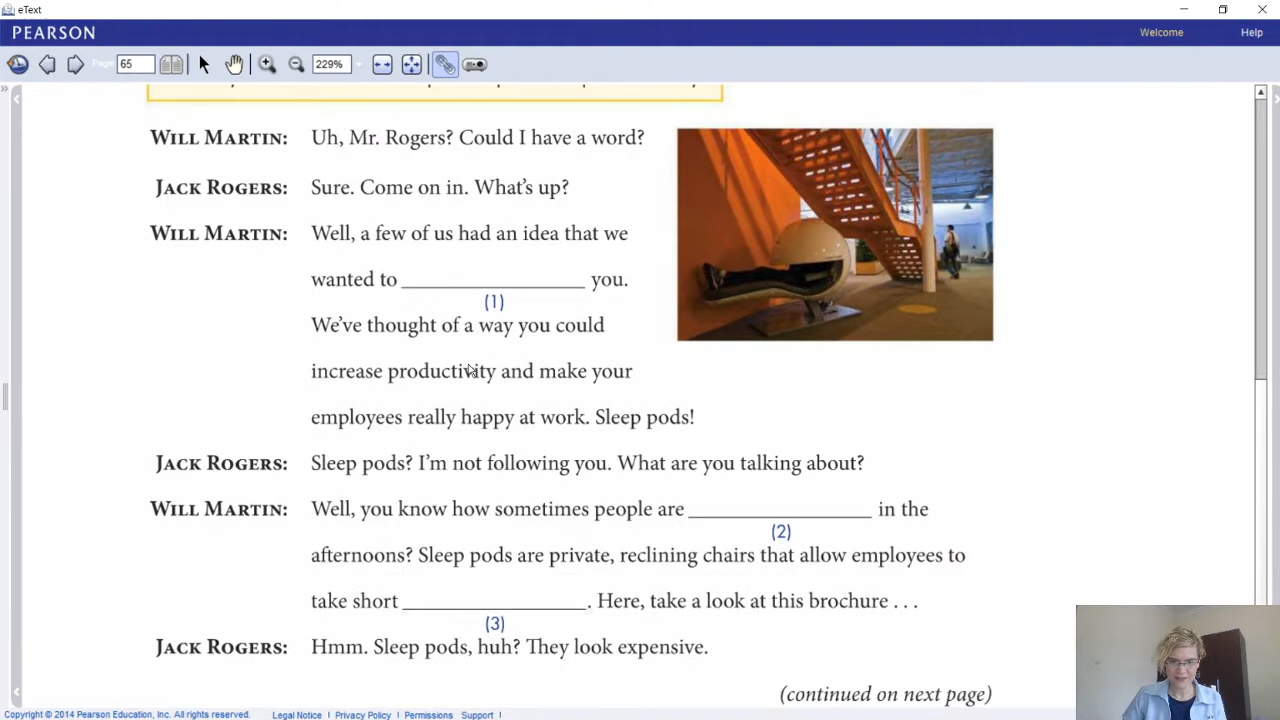 eText
PEARSON
Welcome
Help
Page 65
229%
WILL MARTIN: Uh, Mr. Rogers? Could I have a word?
JACK ROGERS: Sure. Come on in. What's up?
WILL MARTIN: Well, a few of us had an idea that we
wanted to ____________ you.
(1)
We've thought of a way you could
increase productivity and make your
employees really happy at work. Sleep pods!
JACK ROGERS: Sleep pods? I'm not following you. What are you talking about?
WILL MARTIN: Well, you know how sometimes people are ____________ in the
(2)
afternoons? Sleep pods are private, reclining chairs that allow employees to
take short ____________. Here, take a look at this brochure . . .
(3)
JACK ROGERS: Hmm. Sleep pods, huh? They look expensive.
(continued on next page)
Copyright © 2014 Pearson Education, Inc. All rights reserved. Legal Notice | Privacy Policy | Permissions Support |